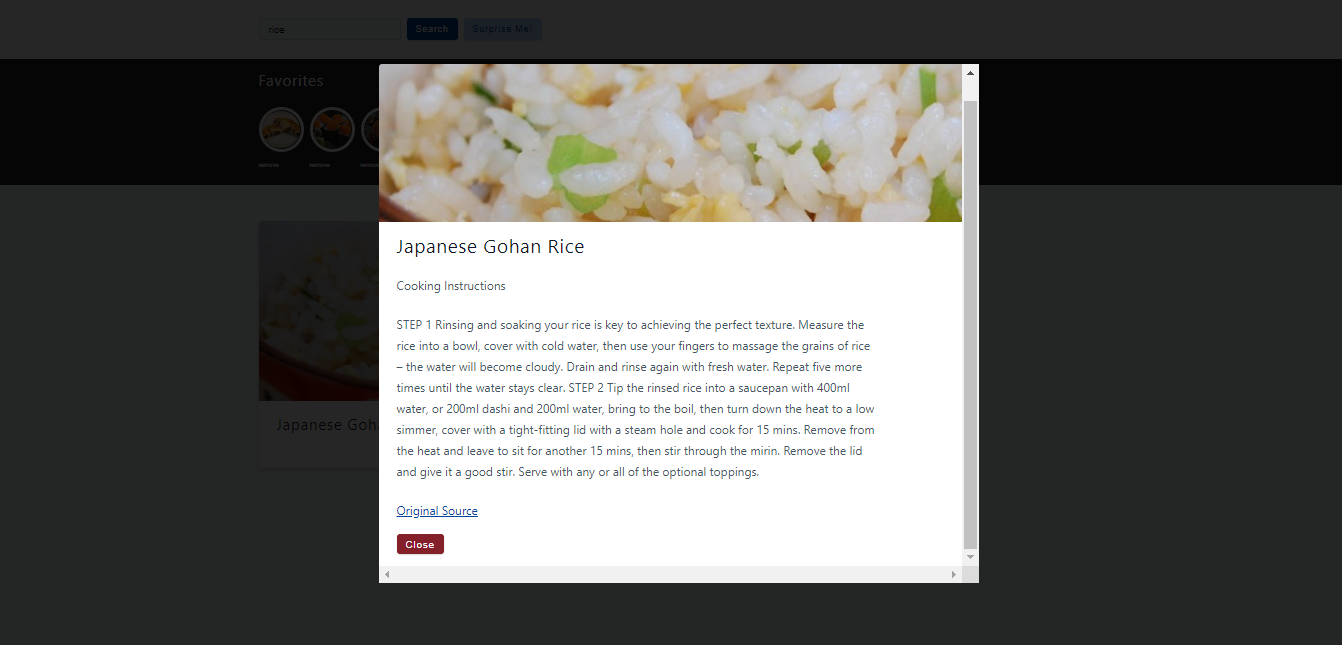 rice
Search
Surprise Me!
Favorites
remove
remove
Japanese Gohan Rice
Cooking Instructions
STEP 1 Rinsing and soaking your rice is key to achieving the perfect texture. Measure the
rice into a bowl, cover with cold water, then use your fingers to massage the grains of rice
– the water will become cloudy. Drain and rinse again with fresh water. Repeat five more
times until the water stays clear. STEP 2 Tip the rinsed rice into a saucepan with 400ml
water, or 200ml dashi and 200ml water, bring to the boil, then turn down the heat to a low
simmer, cover with a tight-fitting lid with a steam hole and cook for 15 mins. Remove from
the heat and leave to sit for another 15 mins, then stir through the mirin. Remove the lid
and give it a good stir. Serve with any or all of the optional toppings.
Original Source
Close
Japanese Goh